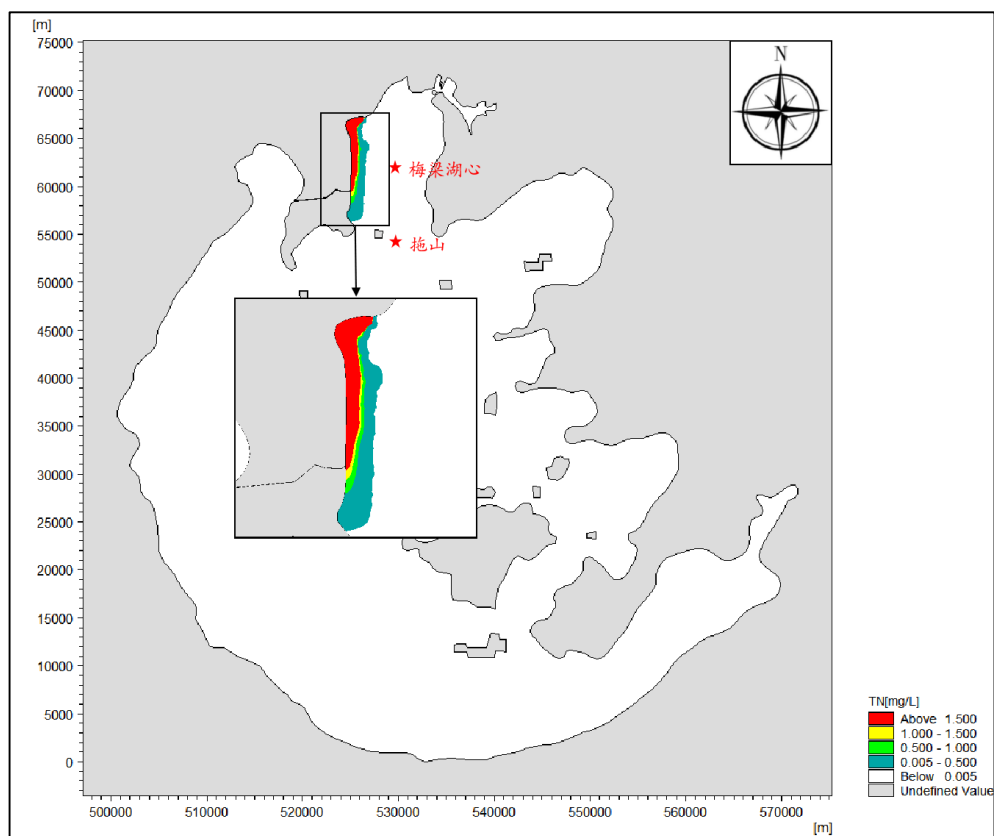 [m]
75000
N
70000
65000
梅梁湖心
60000
55000
拖山
50000
45000
40000
35000
30000
25000
20000
15000
10000
5000
0
TN[mg/L]
Above 1.500
1.000 - 1.500
0.500 - 1.000
0.005 - 0.500
Below 0.005
Undefined Value
500000 510000 520000 530000 540000 550000 560000 570000
[m]